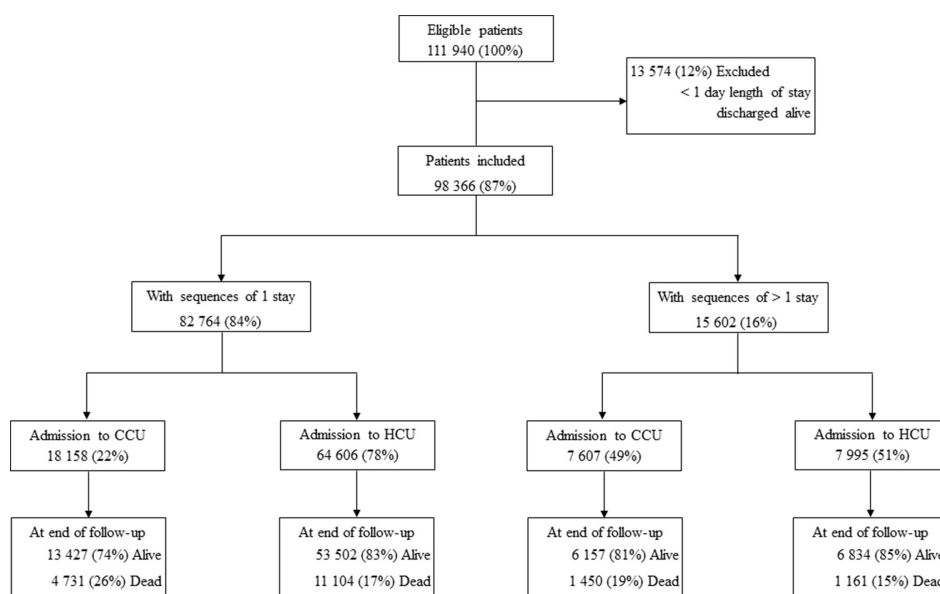 Eligible patients
111 940 (100%)
13 574 (12%) Excluded
< 1 day length of stay
discharged alive
Patients included
98 366 (87%)
With sequences of 1 stay
82 764 (84%)
With sequences of > 1 stay
15 602 (16%)
Admission to CCU
18 158 (22%)
Admission to HCU
64 606 (78%)
Admission to CCU
7 607 (49%)
Admission to HCU
7 995 (51%)
At end of follow-up
13 427 (74%) Alive
4 731 (26%) Dead
At end of follow-up
53 502 (83%) Alive
11 104 (17%) Dead
At end of follow-up
6 157 (81%) Alive
1 450 (19%) Dead
At end of follow-up
6 834 (85%) Alive
1 161 (15%) Dead